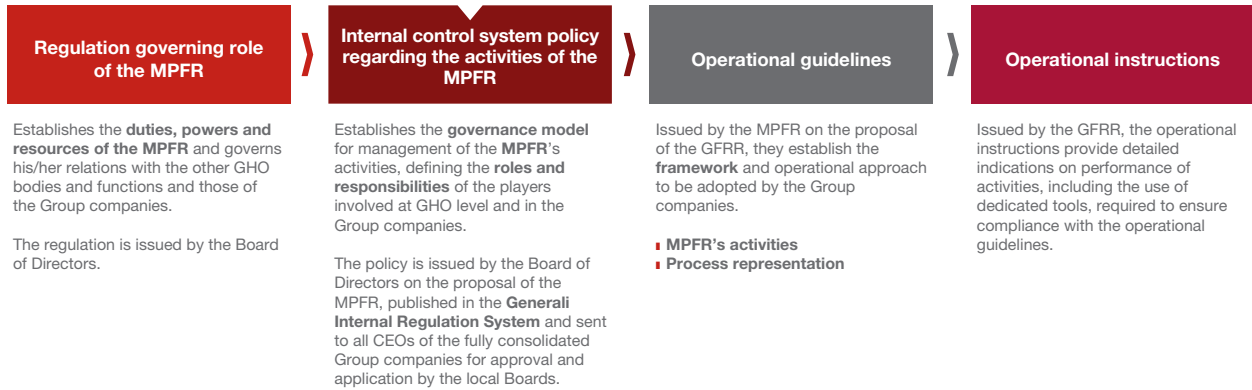 Regulation governing role
of the MPFR
Internal control system policy
regarding the activities of the
MPFR
Operational guidelines
Operational instructions
Establishes the duties, powers and
resources of the MPFR and governs
his/her relations with the other GHO
bodies and functions and those of
the Group companies.
The regulation is issued by the Board
of Directors.
Establishes the governance model
for management of the MPFR's
activities, defining the roles and
responsibilities of the players
involved at GHO level and in the
Group companies.
The policy is issued by the Board of
Directors on the proposal of the
MPFR, published in the Generali
Internal Regulation System and sent
to all CEOs of the fully consolidated
Group companies for approval and
application by the local Boards.
Issued by the MPFR on the proposal
of the GFRR, they establish the
framework and operational approach
to be adopted by the Group
companies.
MPFR's activities
Process representation
Issued by the GFRR, the operational
instructions provide detailed
indications on performance of
activities, including the use of
dedicated tools, required to ensure
compliance with the operational
guidelines.